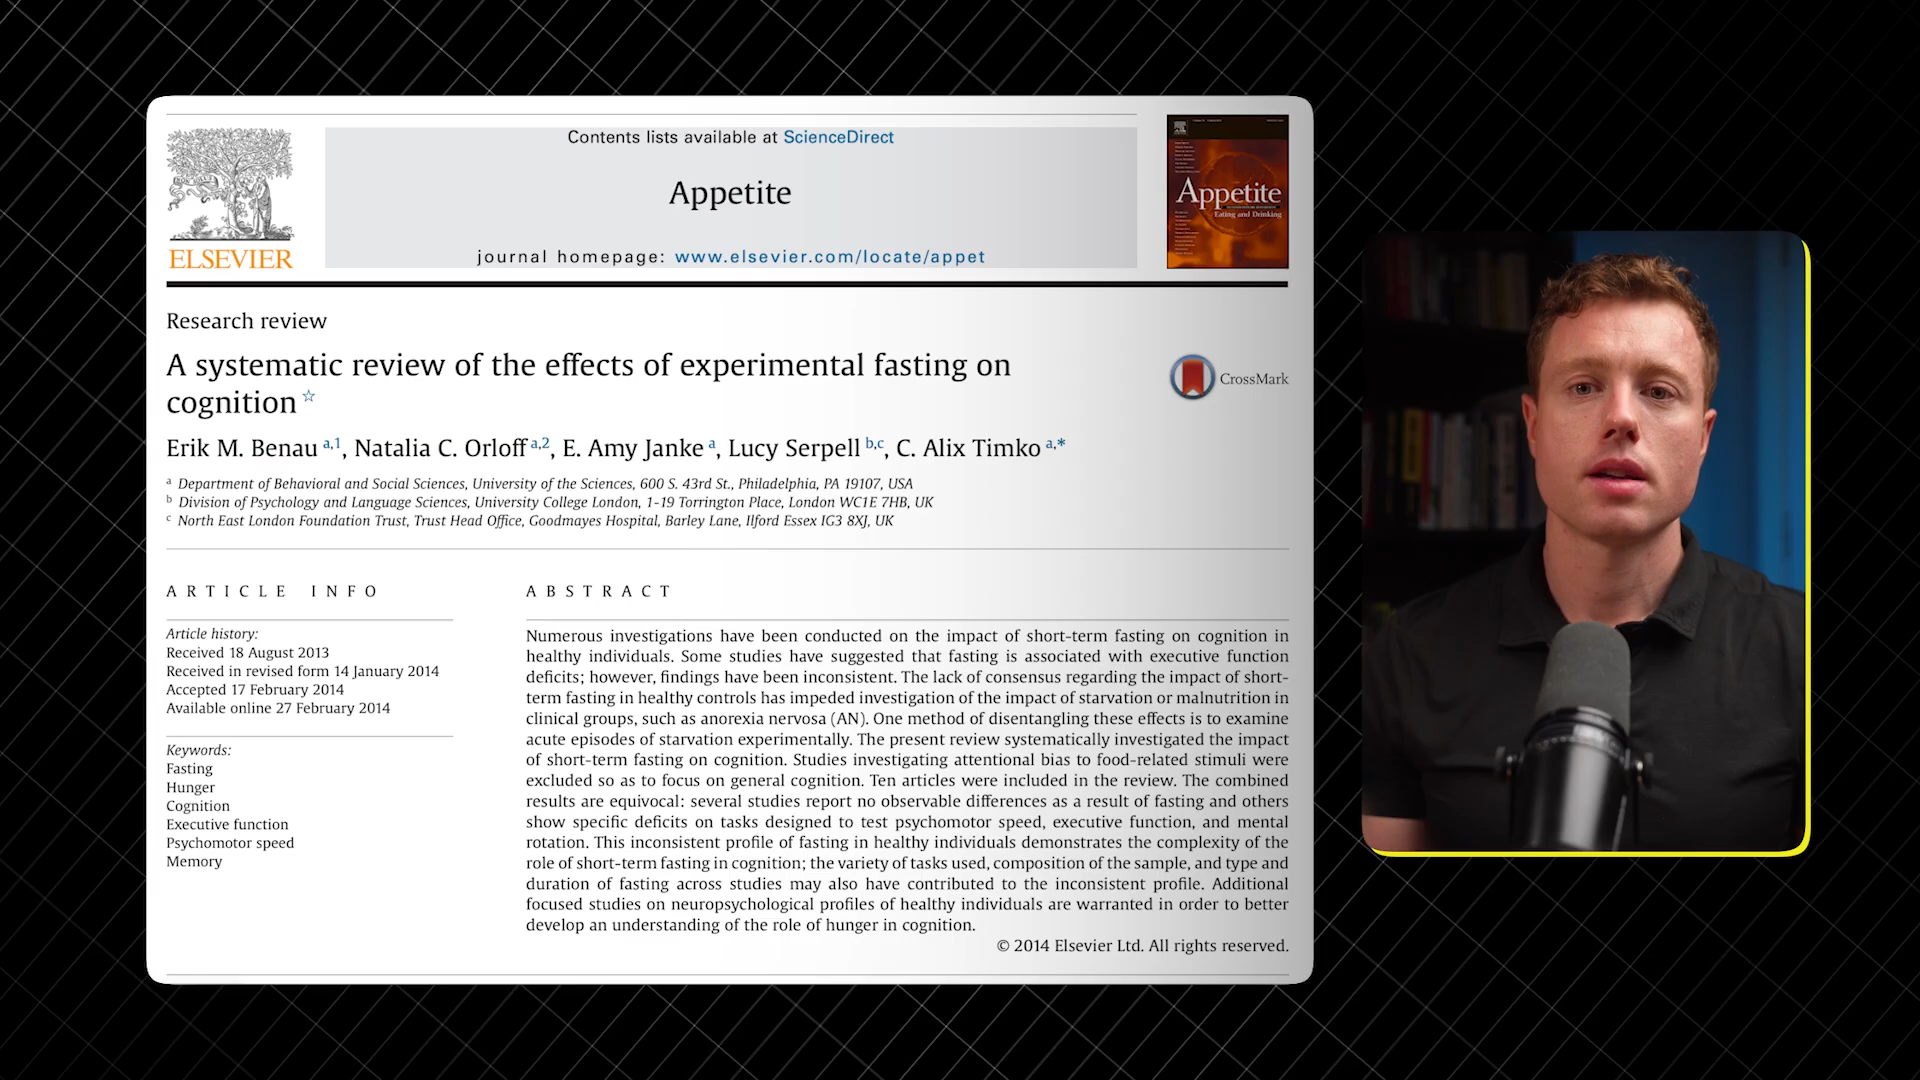 Contents lists available at ScienceDirect
Appetite
journal homepage: www.elsevier.com/locate/appet
ELSEVIER
Appetite
Eating and Drinking
Research review
A systematic review of the effects of experimental fasting on
cognition ☆
CrossMark
Erik M. Benau a,1, Natalia C. Orloff a,2, E. Amy Janke a, Lucy Serpell b,c, C. Alix Timko a,*
a Department of Behavioral and Social Sciences, University of the Sciences, 600 S. 43rd St., Philadelphia, PA 19107, USA
b Division of Psychology and Language Sciences, University College London, 1-19 Torrington Place, London WC1E 7HB, UK
c North East London Foundation Trust, Trust Head Office, Goodmayes Hospital, Barley Lane, Ilford Essex IG3 8XJ, UK
ARTICLE INFO
Article history:
Received 18 August 2013
Received in revised form 14 January 2014
Accepted 17 February 2014
Available online 27 February 2014
Keywords:
Fasting
Hunger
Cognition
Executive function
Psychomotor speed
Memory
ABSTRACT
Numerous investigations have been conducted on the impact of short-term fasting on cognition in
healthy individuals. Some studies have suggested that fasting is associated with executive function
deficits; however, findings have been inconsistent. The lack of consensus regarding the impact of short-
term fasting in healthy controls has impeded investigation of the impact of starvation or malnutrition in
clinical groups, such as anorexia nervosa (AN). One method of disentangling these effects is to examine
acute episodes of starvation experimentally. The present review systematically investigated the impact
of short-term fasting on cognition. Studies investigating attentional bias to food-related stimuli were
excluded so as to focus on general cognition. Ten articles were included in the review. The combined
results are equivocal: several studies report no observable differences as a result of fasting and others
show specific deficits on tasks designed to test psychomotor speed, executive function, and mental
rotation. This inconsistent profile of fasting in healthy individuals demonstrates the complexity of the
role of short-term fasting in cognition; the variety of tasks used, composition of the sample, and type and
duration of fasting across studies may also have contributed to the inconsistent profile. Additional
focused studies on neuropsychological profiles of healthy individuals are warranted in order to better
develop an understanding of the role of hunger in cognition.
© 2014 Elsevier Ltd. All rights reserved.